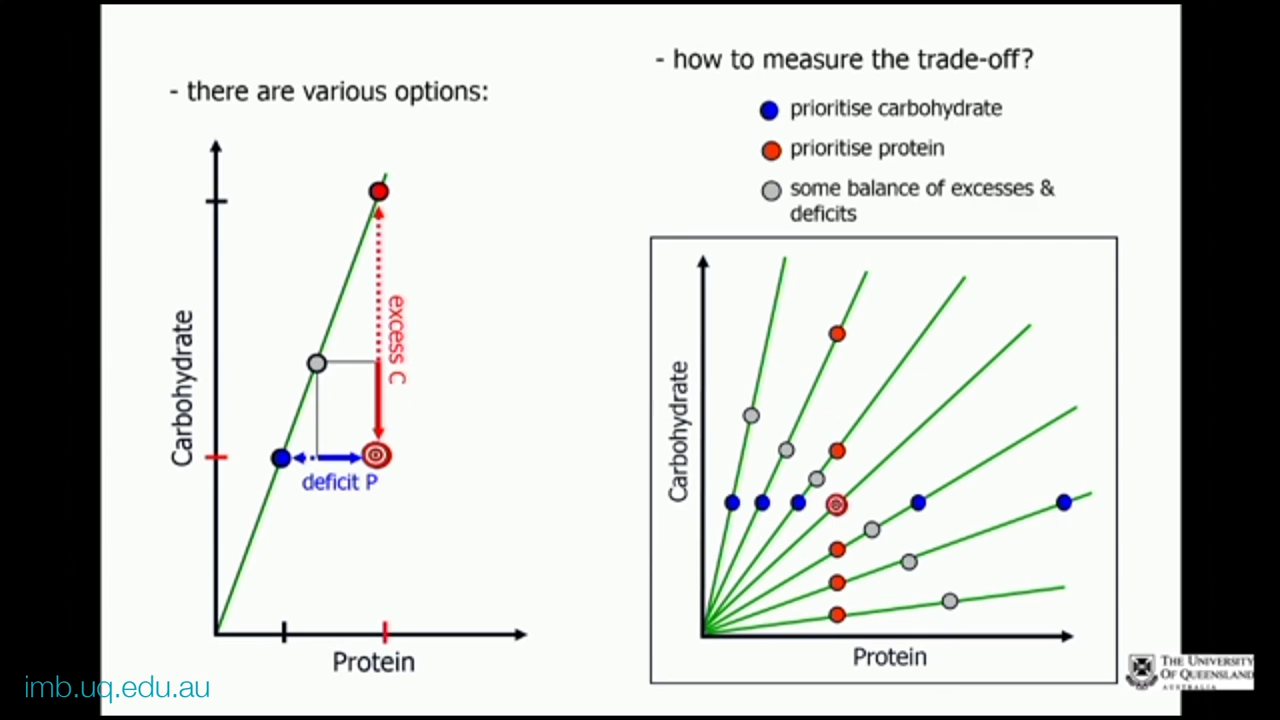 - there are various options:
Carbohydrate
excess C
deficit P
Protein
- how to measure the trade-off?
prioritise carbohydrate
prioritise protein
some balance of excesses &
deficits
Carbohydrate
Protein
imb.uq.edu.au
THE UNIVERSITY
OF QUEENSLAND
AUSTRALIA